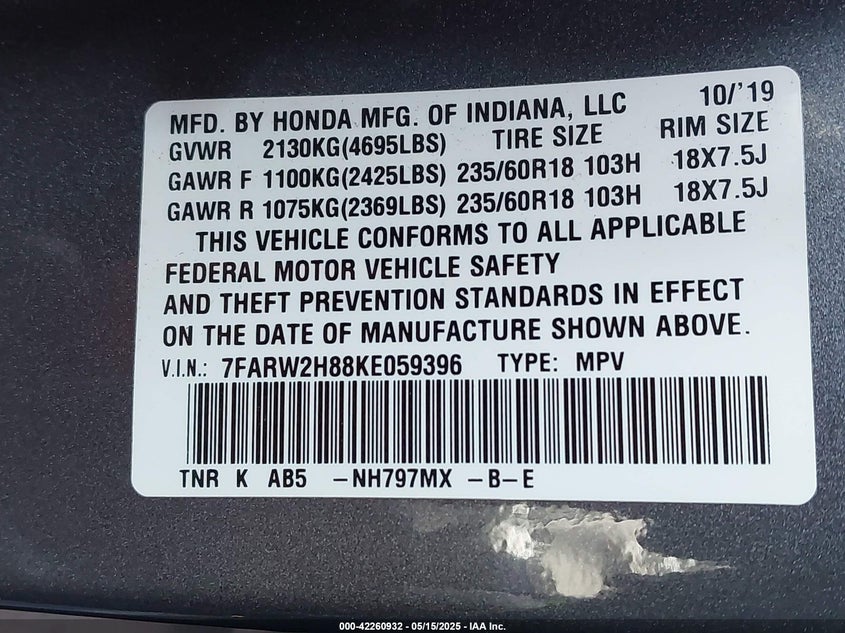 MFD. BY HONDA MFG. OF INDIANA, LLC 10/'19
GVWR 2130KG(4695LBS) TIRE SIZE RIM SIZE
GAWR F 1100KG(2425LBS) 235/60R18 103H 18X7.5J
GAWR R 1075KG(2369LBS) 235/60R18 103H 18X7.5J
THIS VEHICLE CONFORMS TO ALL APPLICABLE
FEDERAL MOTOR VEHICLE SAFETY
AND THEFT PREVENTION STANDARDS IN EFFECT
ON THE DATE OF MANUFACTURE SHOWN ABOVE.
V.I.N.: 7FARW2H88KE059396 TYPE: MPV
TNR K AB5 -NH797MX -B-E
000-42260932 - 05/15/2025 - IAA Inc.